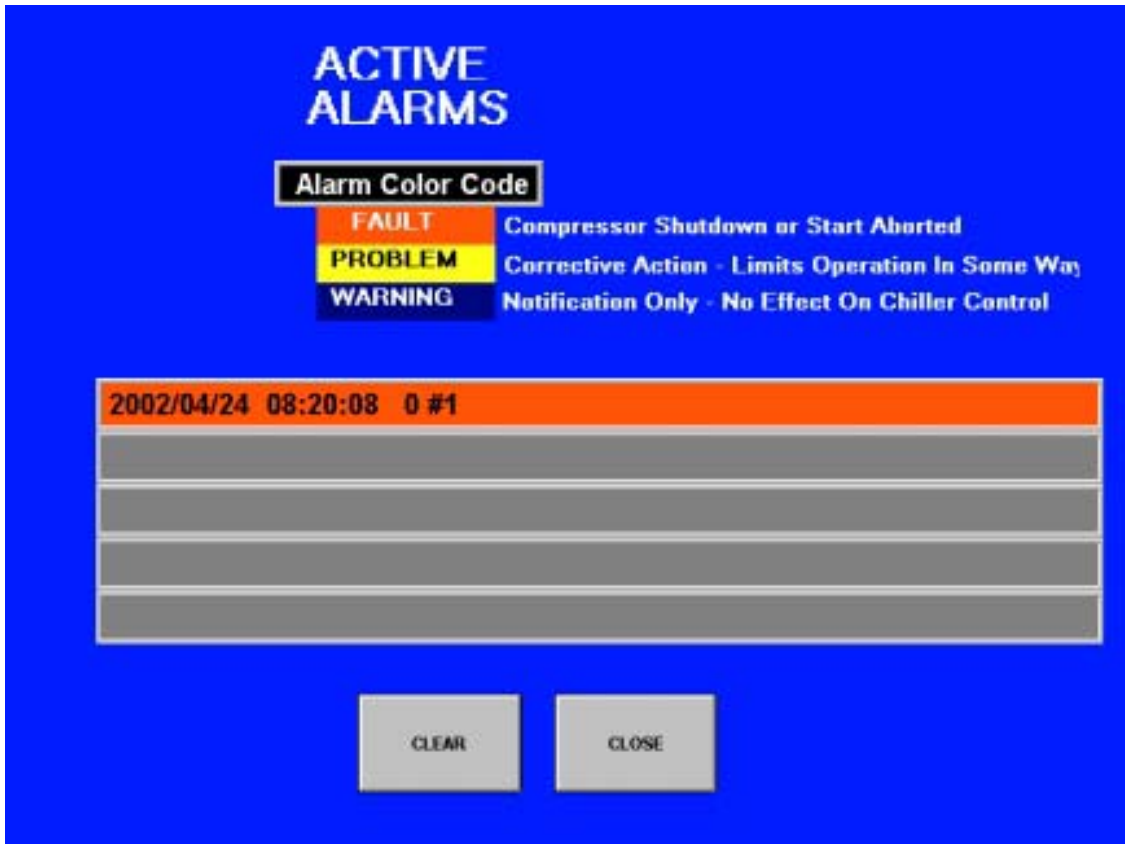 ACTIVE
ALARMS
Alarm Color Code
FAULT Compressor Shutdown or Start Aborted
PROBLEM Corrective Action - Limits Operation In Some Way
WARNING Notification Only - No Effect On Chiller Control
2002/04/24 08:20:08 0 #1
CLEAR CLOSE